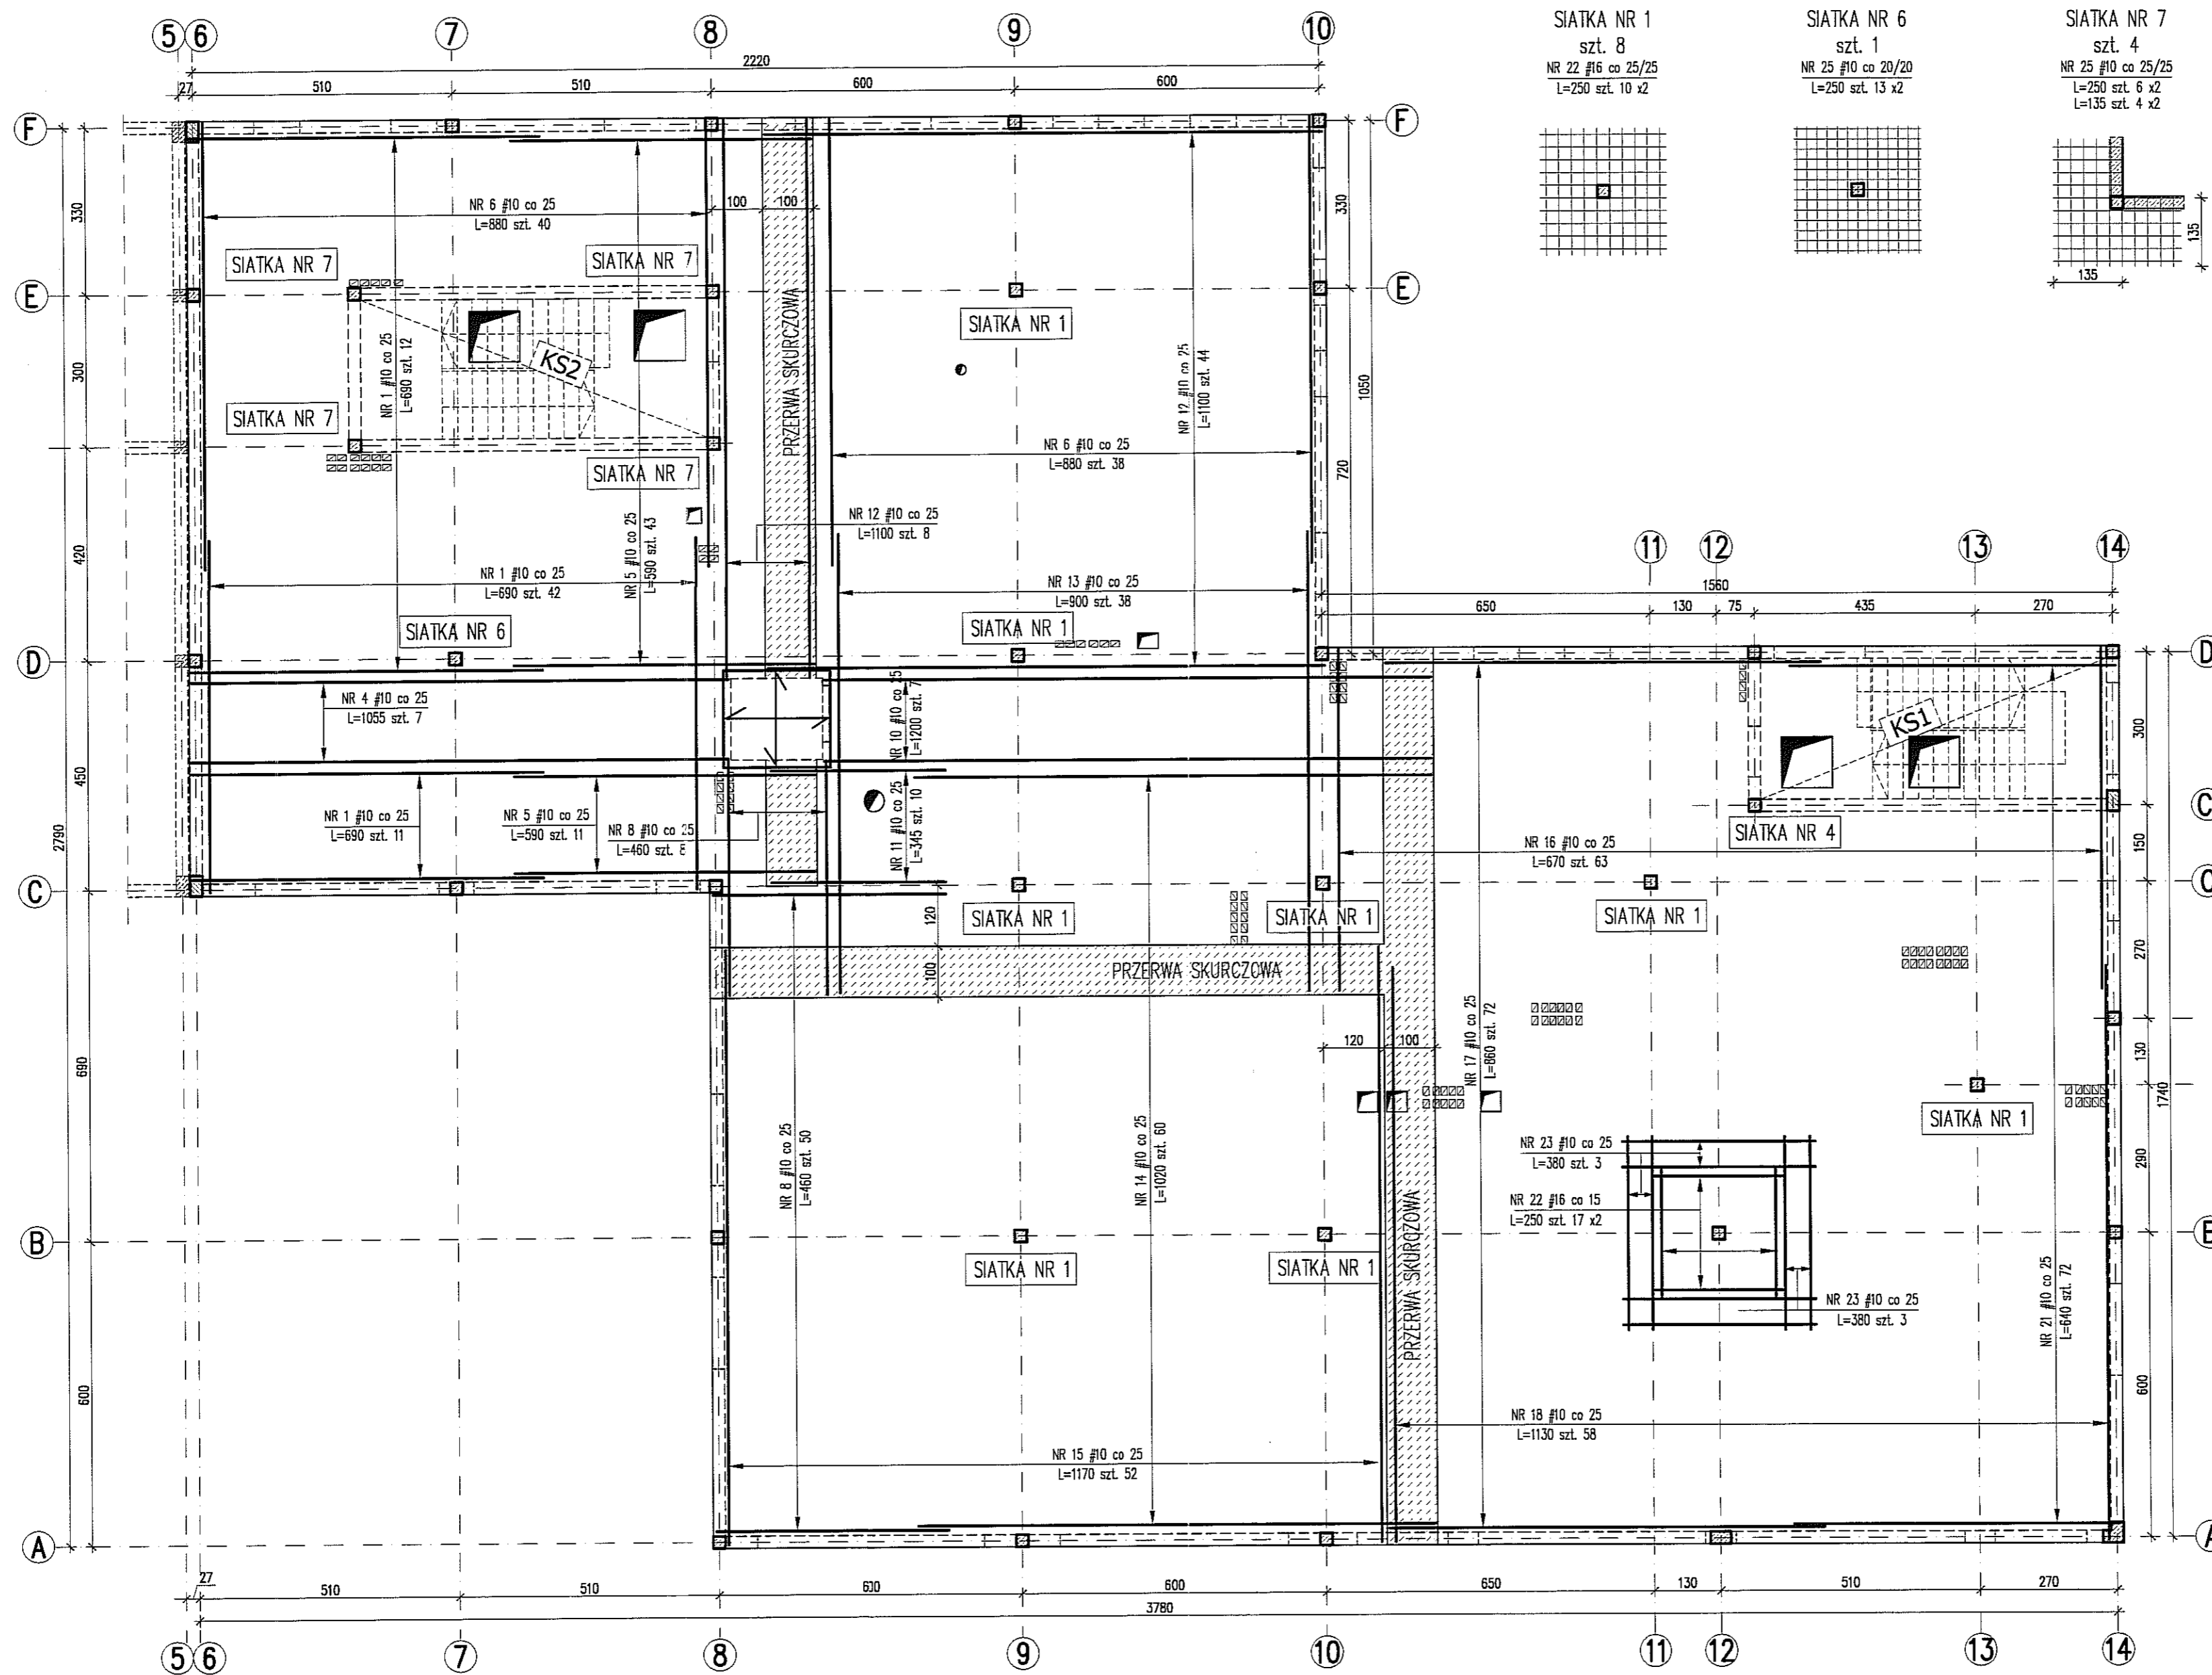 SIATKA NR 1
szt. 8
NR 22 #16 co 25/25
L=250 szt. 10 x2
SIATKA NR 6
szt. 1
NR 25 #10 co 20/20
L=250 szt. 13 x2
SIATKA NR 7
szt. 4
NR 25 #10 co 25/25
L=250 szt. 6 x2
L=135 szt. 4 x2
135
135
5 6 7 8 9 10
2220
27 510 510 600 600
F
F
330
NR 6 #10 co 25
L=880 szt. 40
100 100
330
SIATKA NR 7
SIATKA NR 7
E
E
SIATKA NR 1
300
NR 1 #10 co 25
L=690 szt. 12
KS2
PRZERWA SKURCZOWA
NR 12 #10 co 25
L=1100 szt. 44
1050
SIATKA NR 7
SIATKA NR 7
NR 6 #10 co 25
L=880 szt. 38
720
420
NR 5 #10 co 25
L=590 szt. 43
NR 12 #10 co 25
L=1100 szt. 8
NR 1 #10 co 25
L=690 szt. 42
NR 13 #10 co 25
L=900 szt. 38
11 12 13 14
1560
650 130 75 435 270
SIATKA NR 6
SIATKA NR 1
D
D
NR 4 #10 co 25
L=1055 szt. 7
NR 10 #10 co 25
L=1200 szt. 7
KS1
300
450
C
NR 1 #10 co 25
L=690 szt. 11
NR 5 #10 co 25
L=590 szt. 11
NR 8 #10 co 25
L=460 szt. 8
NR 11 #10 co 25
L=345 szt. 10
SIATKA NR 4
NR 16 #10 co 25
L=670 szt. 63
150
2790
C
C
120
SIATKA NR 1
SIATKA NR 1
SIATKA NR 1
270
100
PRZERWA SKURCZOWA
690
NR 17 #10 co 25
L=860 szt. 72
120 100
130
1740
SIATKA NR 1
NR 8 #10 co 25
L=460 szt. 50
NR 14 #10 co 25
L=1020 szt. 60
NR 23 #10 co 25
L=380 szt. 3
290
NR 22 #16 co 15
L=250 szt. 17 x2
B
SIATKA NR 1
SIATKA NR 1
PRZERWA SKURCZOWA
NR 23 #10 co 25
L=380 szt. 3
NR 21 #10 co 25
L=640 szt. 72
600
600
NR 18 #10 co 25
L=1130 szt. 58
NR 15 #10 co 25
L=1170 szt. 52
A
27 510 510 600 600 650 130 510 270
3780
5 6 7 8 9 10 11 12 13 14